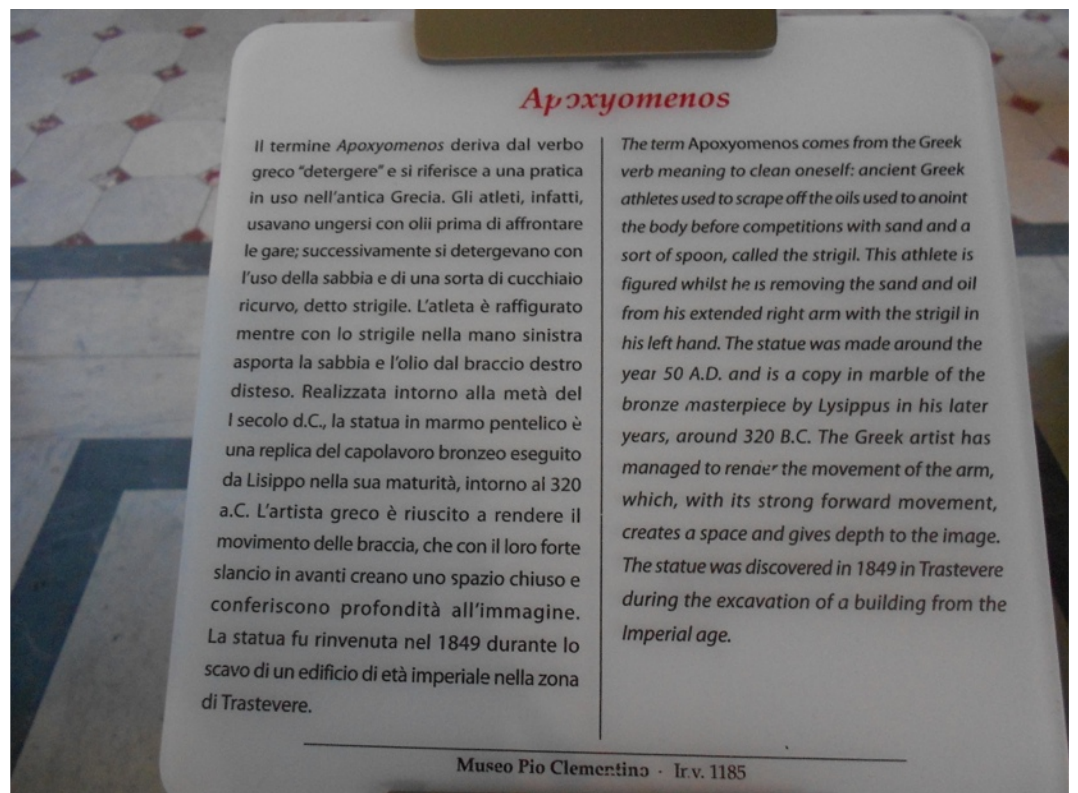 Apoxyomenos
Il termine Apoxyomenos deriva dal verbo
greco "detergere" e si riferisce a una pratica
in uso nell'antica Grecia. Gli atleti, infatti,
usavano ungersi con olii prima di affrontare
le gare; successivamente si detergevano con
l'uso della sabbia e di una sorta di cucchiaio
ricurvo, detto strigile. L'atleta è raffigurato
mentre con lo strigile nella mano sinistra
asporta la sabbia e l'olio dal braccio destro
disteso. Realizzata intorno alla metà del
I secolo d.C., la statua in marmo pentelico è
una replica del capolavoro bronzeo eseguito
da Lisippo nella sua maturità, intorno al 320
a.C. L'artista greco è riuscito a rendere il
movimento delle braccia, che con il loro forte
slancio in avanti creano uno spazio chiuso e
conferiscono profondità all'immagine.
La statua fu rinvenuta nel 1849 durante lo
scavo di un edificio di età imperiale nella zona
di Trastevere.
The term Apoxyomenos comes from the Greek
verb meaning to clean oneself: ancient Greek
athletes used to scrape off the oils used to anoint
the body before competitions with sand and a
sort of spoon, called the strigil. This athlete is
figured whilst he is removing the sand and oil
from his extended right arm with the strigil in
his left hand. The statue was made around the
year 50 A.D. and is a copy in marble of the
bronze masterpiece by Lysippus in his later
years, around 320 B.C. The Greek artist has
managed to render the movement of the arm,
which, with its strong forward movement,
creates a space and gives depth to the image.
The statue was discovered in 1849 in Trastevere
during the excavation of a building from the
Imperial age.
Museo Pio Clementino · Inv. 1185